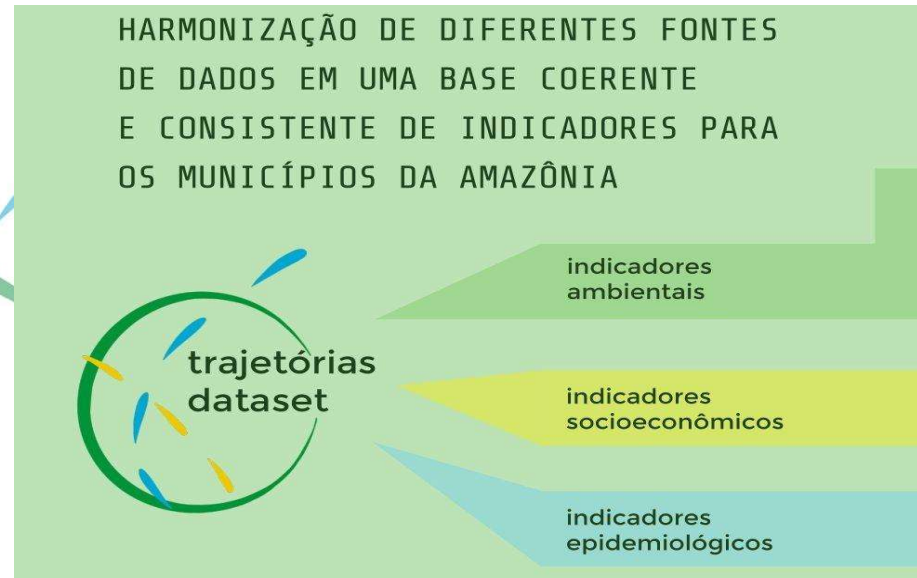 HARMONIZAÇÃO DE DIFERENTES FONTES
DE DADOS EM UMA BASE COERENTE
E CONSISTENTE DE INDICADORES PARA
OS MUNICÍPIOS DA AMAZÔNIA
indicadores
ambientais
trajetórias
dataset
indicadores
socioeconômicos
indicadores
epidemiológicos